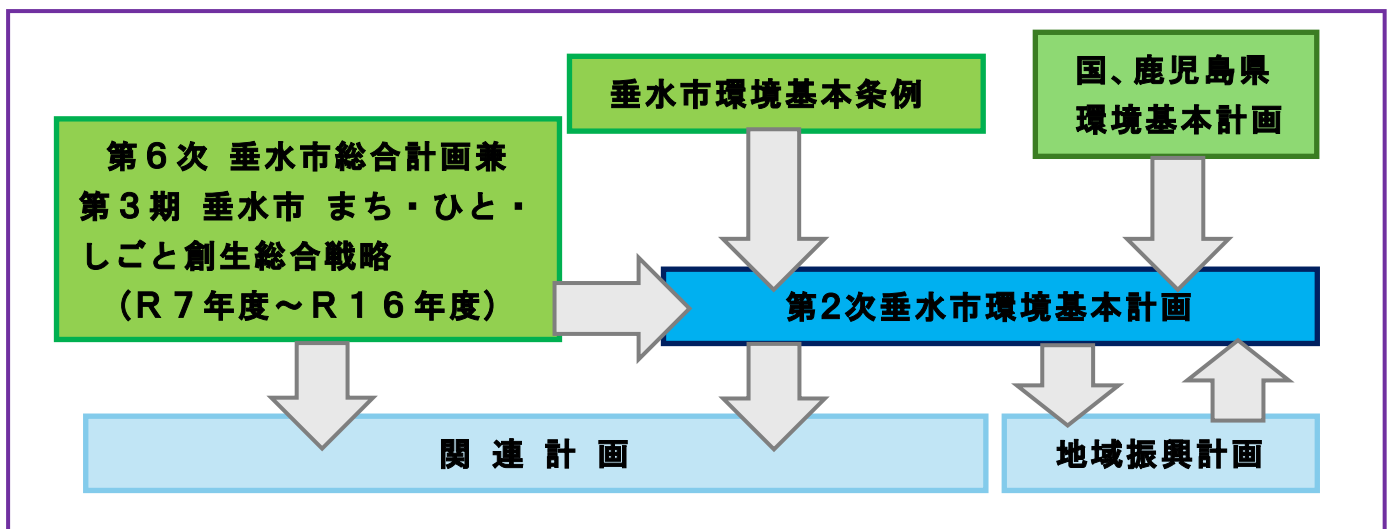 垂水市環境基本条例
国、鹿児島県
環境基本計画
第６次 垂水市総合計画兼
第３期 垂水市 まち・ひと・
しごと創生総合戦略
（Ｒ７年度～Ｒ１６年度）
第2次垂水市環境基本計画
関 連 計 画
地域振興計画